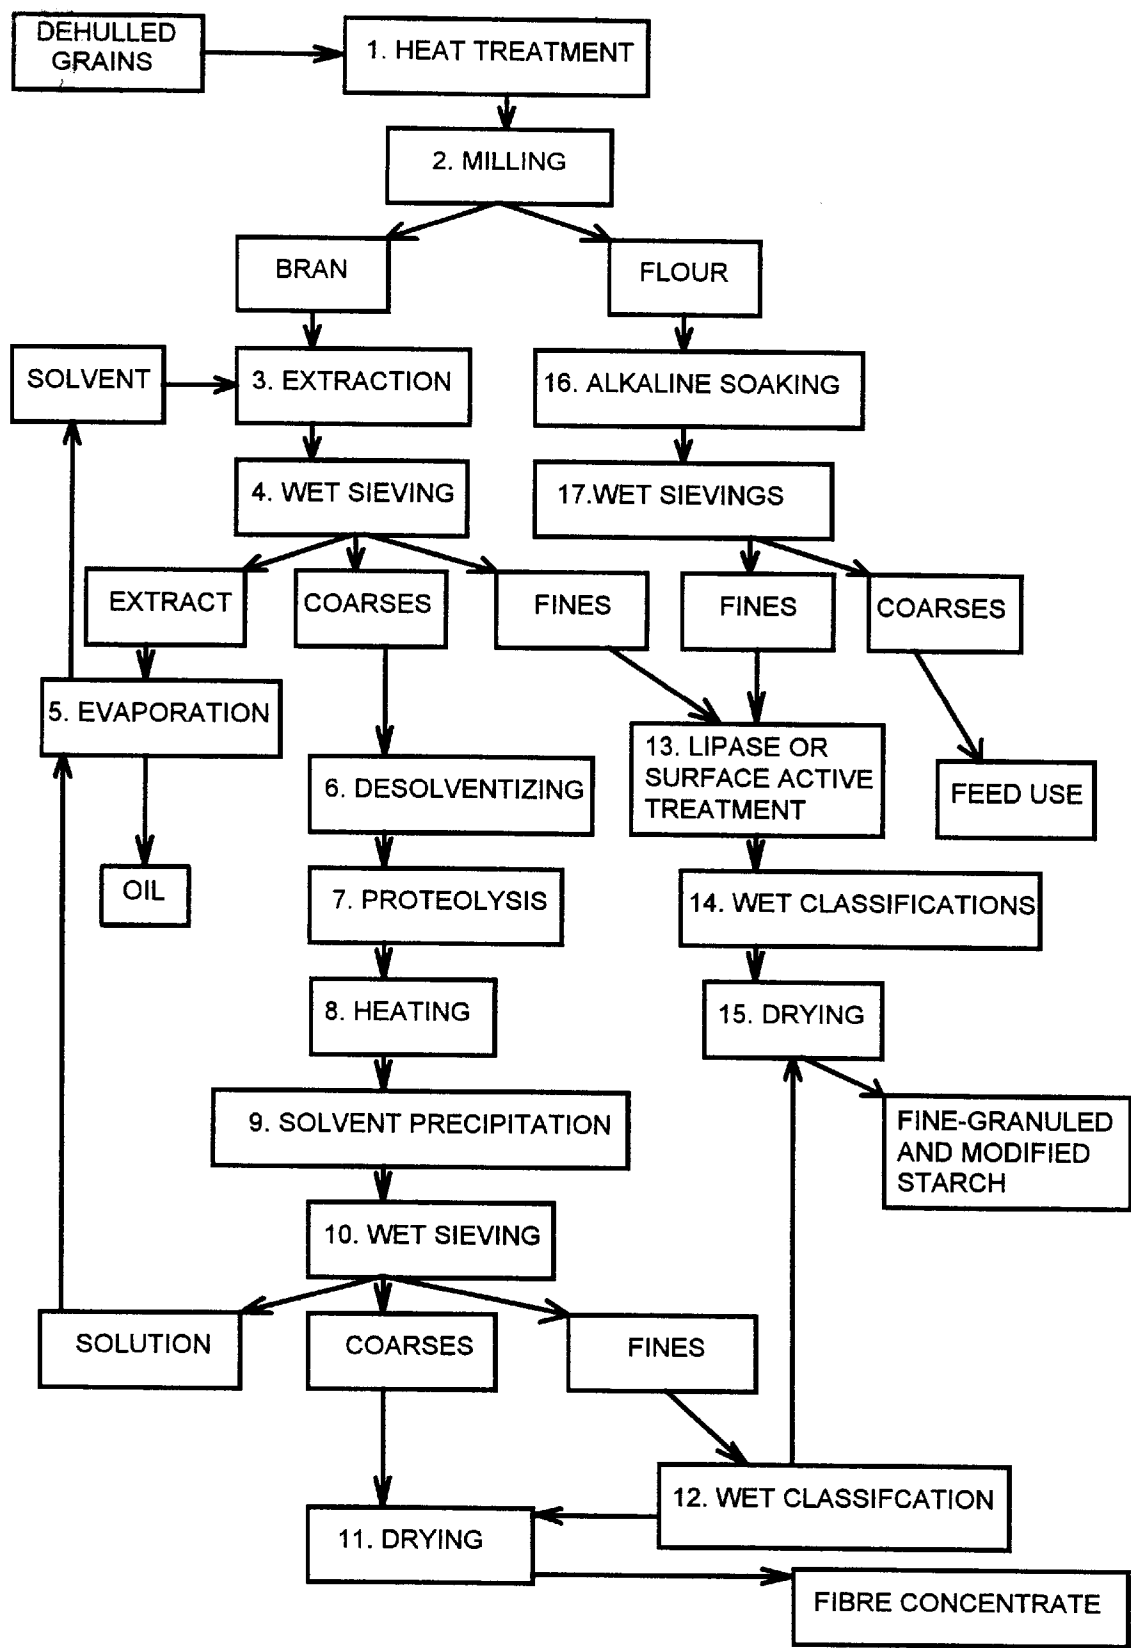 DEHULLED
GRAINS
1. HEAT TREATMENT
2. MILLING
BRAN
FLOUR
SOLVENT
3. EXTRACTION
16. ALKALINE SOAKING
4. WET SIEVING
17.WET SIEVINGS
EXTRACT
COARSES
FINES
FINES
COARSES
5. EVAPORATION
6. DESOLVENTIZING
13. LIPASE OR
SURFACE ACTIVE
TREATMENT
FEED USE
OIL
7. PROTEOLYSIS
14. WET CLASSIFICATIONS
8. HEATING
15. DRYING
9. SOLVENT PRECIPITATION
FINE-GRANULED
AND MODIFIED
STARCH
10. WET SIEVING
SOLUTION
COARSES
FINES
12. WET CLASSIFCATION
11. DRYING
FIBRE CONCENTRATE